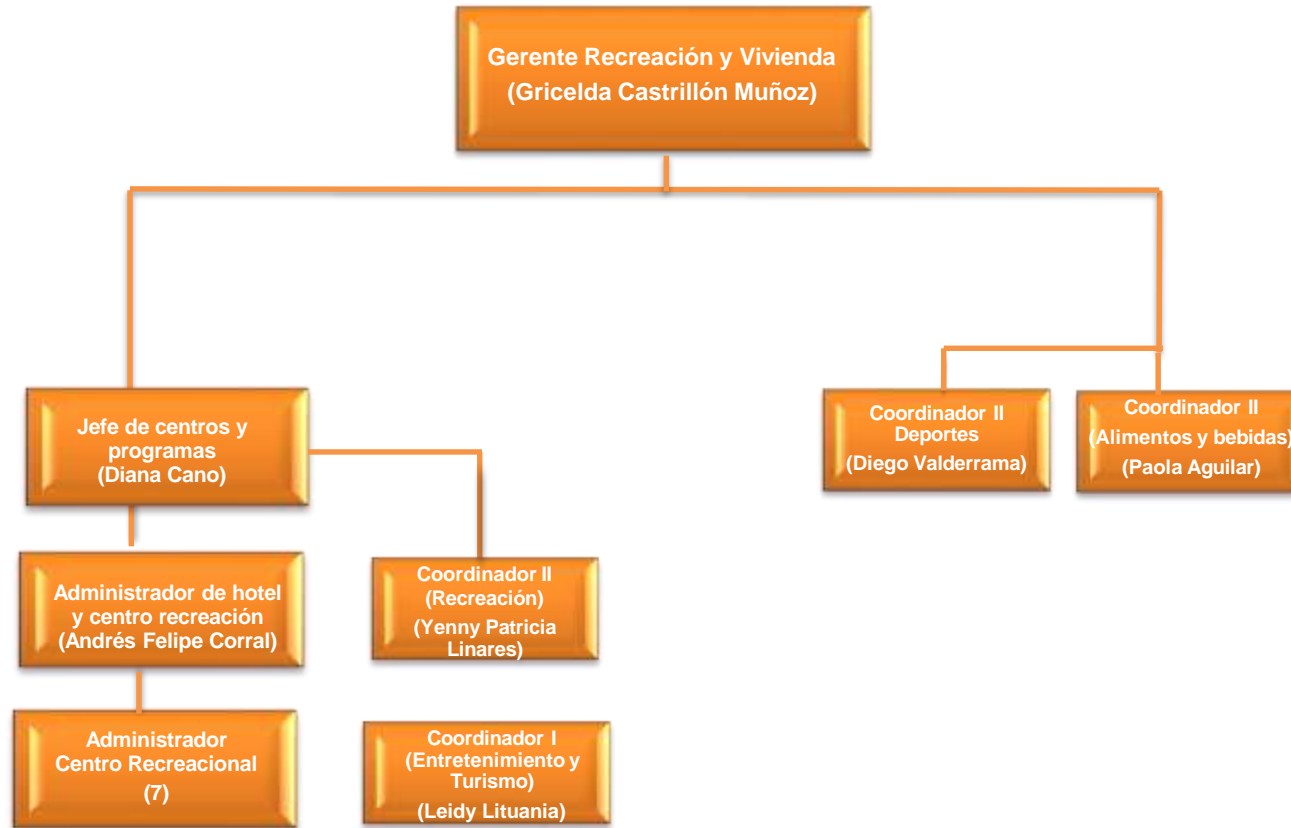 Gerente Recreación y Vivienda
(Gricelda Castrillón Muñoz)
Jefe de centros y
programas
(Diana Cano)
Coordinador II
Deportes
(Diego Valderrama)
Coordinador II
(Alimentos y bebidas)
(Paola Aguilar)
Administrador de hotel
y centro recreación
(Andrés Felipe Corral)
Coordinador II
(Recreación)
(Yenny Patricia
Linares)
Administrador
Centro Recreacional
(7)
Coordinador I
(Entretenimiento y
Turismo)
(Leidy Lituania)